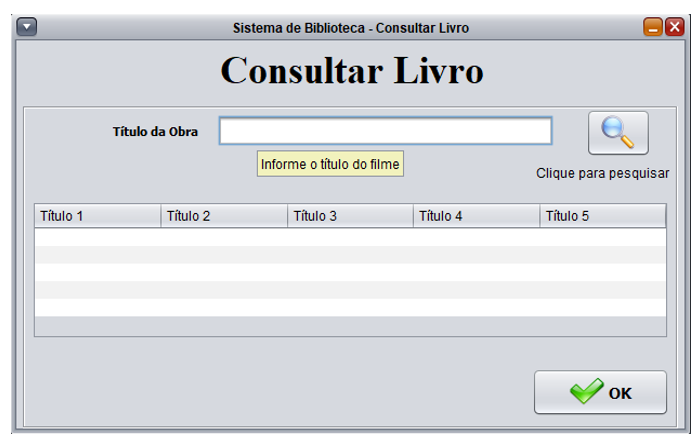 Sistema de Biblioteca - Consultar Livro
Consultar Livro
Título da Obra
Informe o título do filme
Clique para pesquisar
Título 1 Título 2 Título 3 Título 4 Título 5
OK